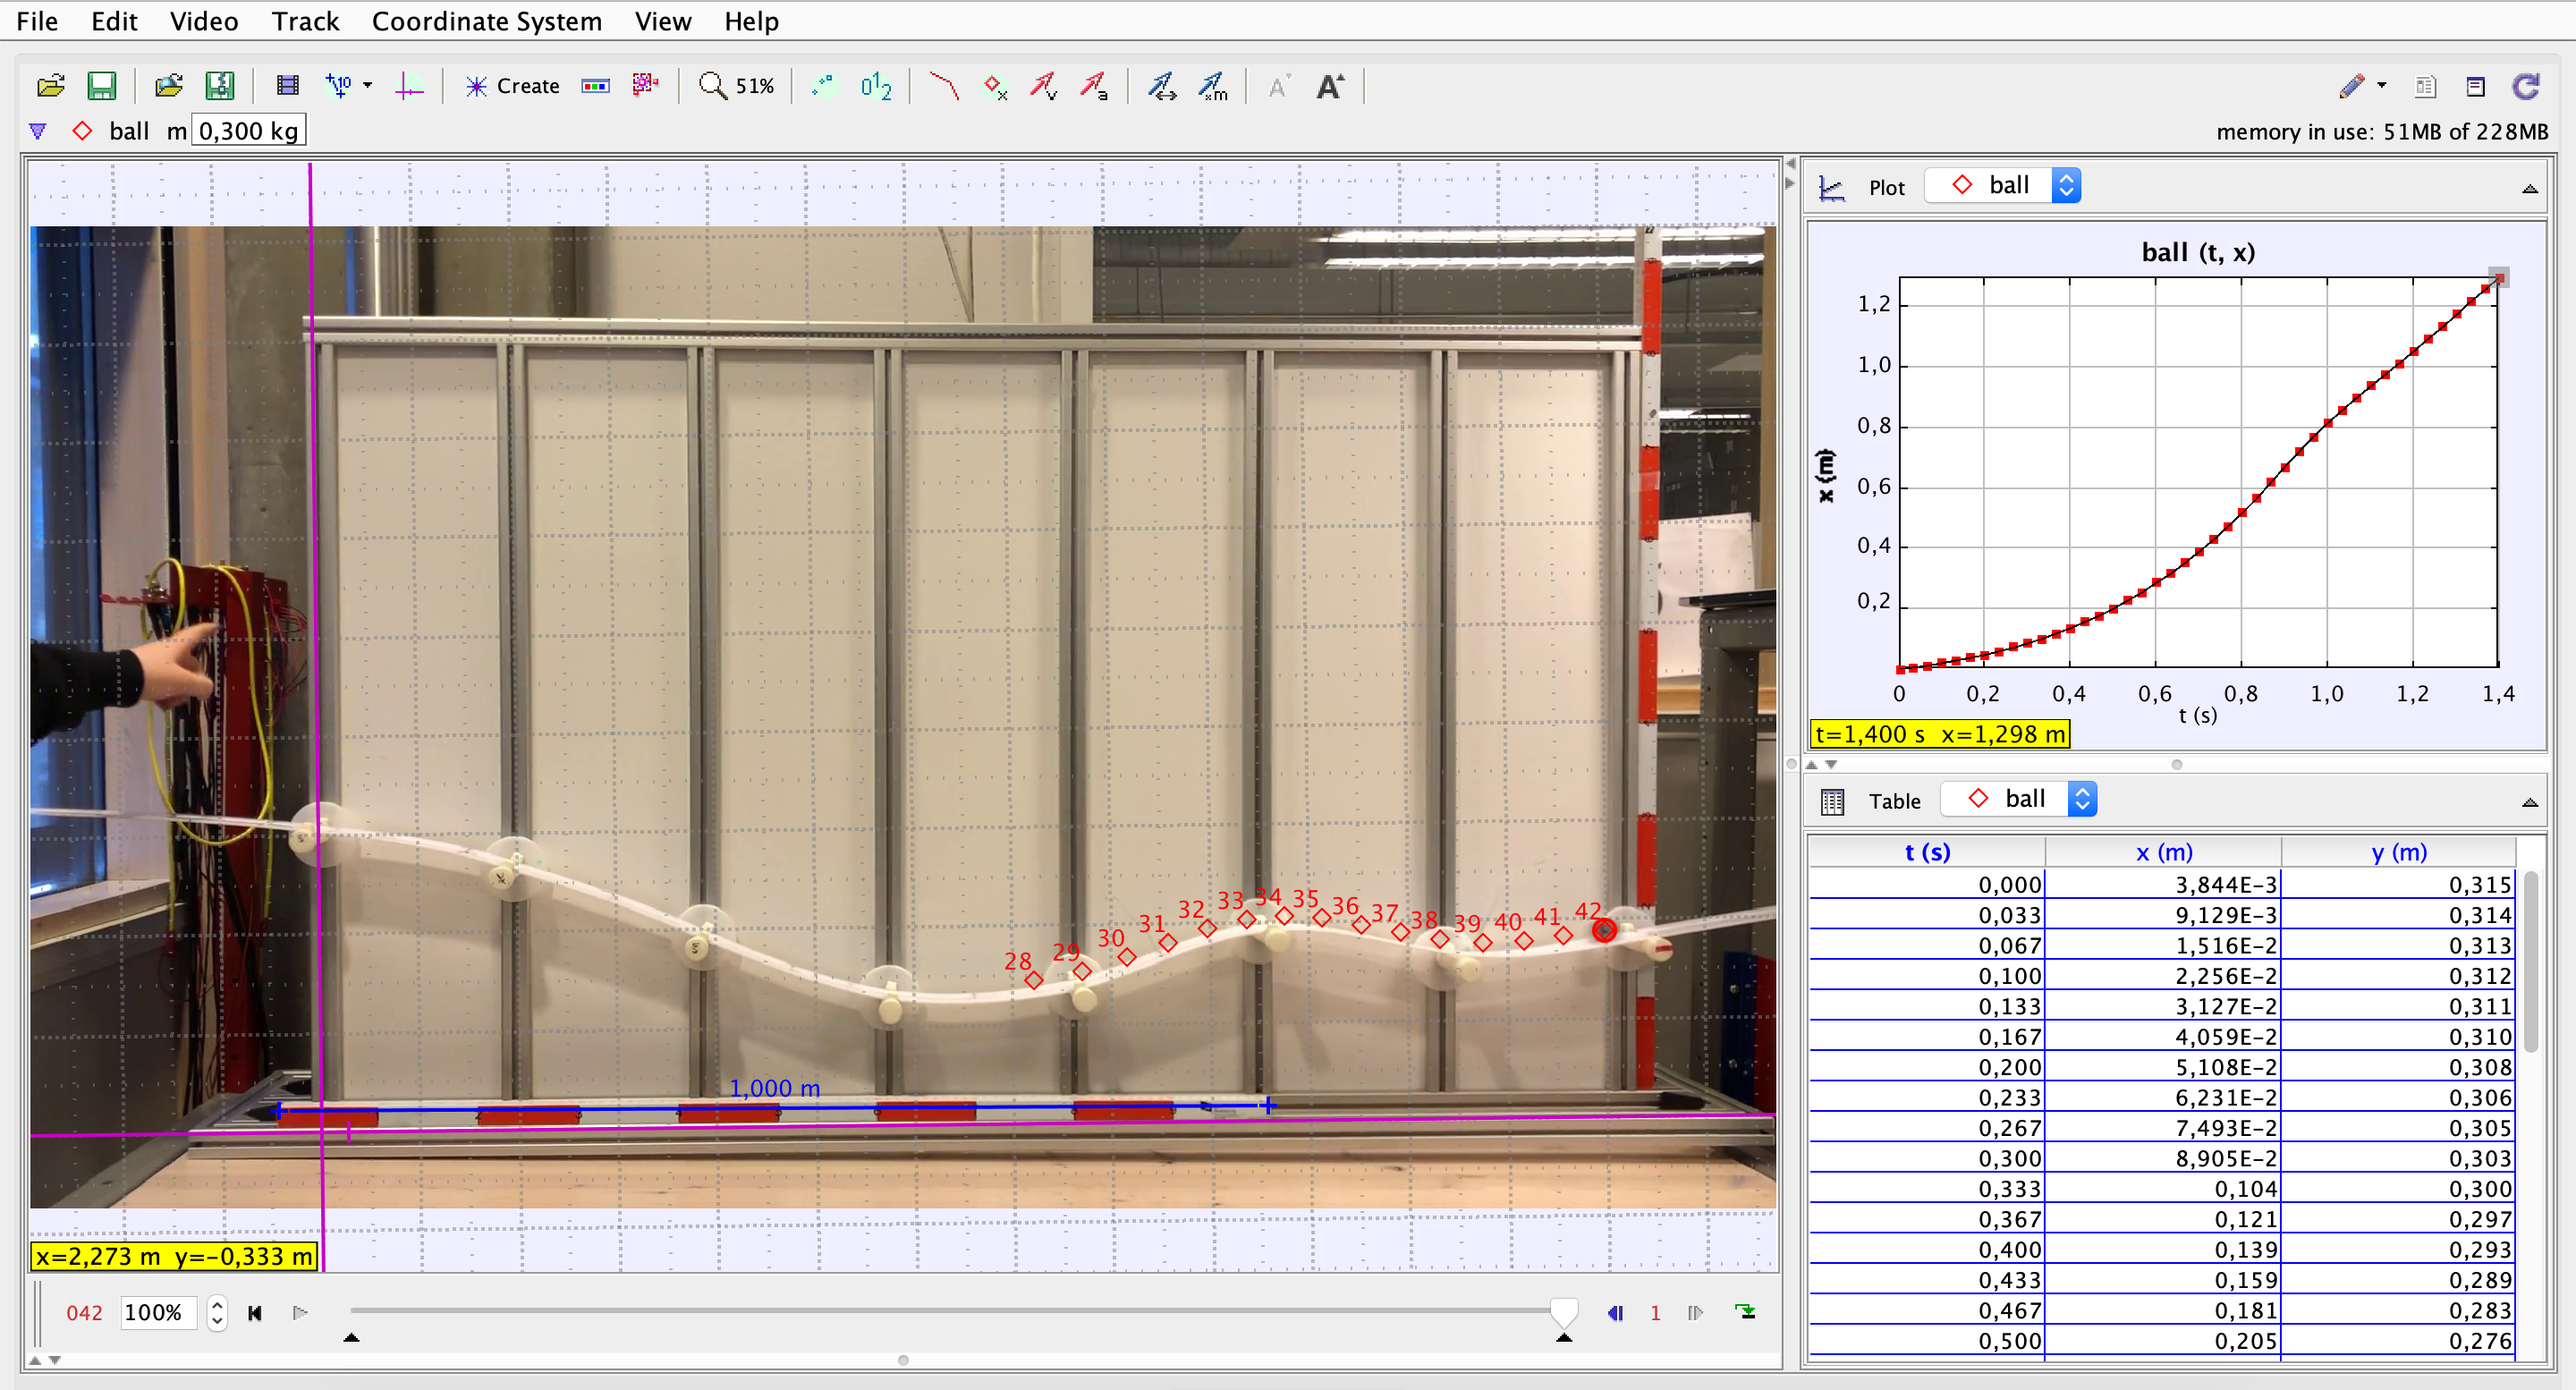 File Edit Video Track Coordinate System View Help
Create 51%
ball m 0,300 kg
memory in use: 51MB of 228MB
Plot ball
ball (t, x)
x (m)
1,2
1,0
0,8
0,6
0,4
0,2
0 0,2 0,4 0,6 0,8 1,0 1,2 1,4
t (s)
t=1,400 s x=1,298 m
28 29 30 31 32 33 34 35 36 37 38 39 40 41 42
1,000 m
x=2,273 m y=-0,333 m
042 100% 1
Table ball
t (s) x (m) y (m)
0,000 3,844E-3 0,315
0,033 9,129E-3 0,314
0,067 1,516E-2 0,313
0,100 2,256E-2 0,312
0,133 3,127E-2 0,311
0,167 4,059E-2 0,310
0,200 5,108E-2 0,308
0,233 6,231E-2 0,306
0,267 7,493E-2 0,305
0,300 8,905E-2 0,303
0,333 0,104 0,300
0,367 0,121 0,297
0,400 0,139 0,293
0,433 0,159 0,289
0,467 0,181 0,283
0,500 0,205 0,276